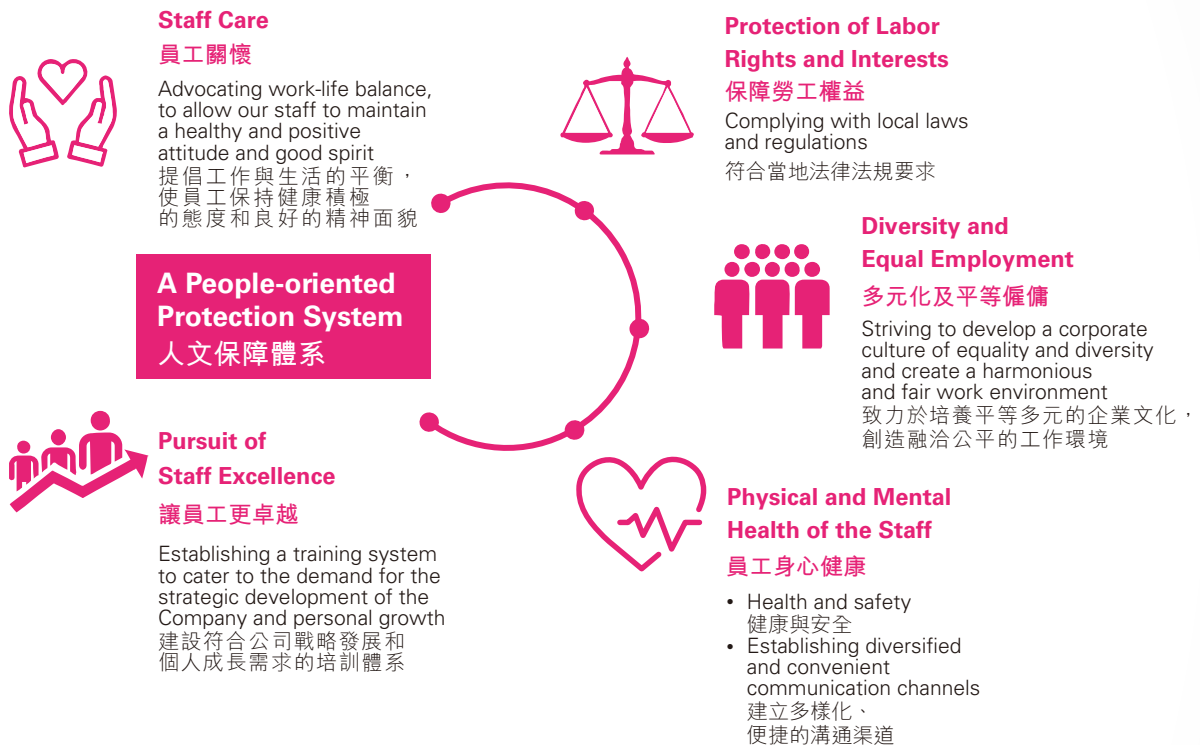 Staff Care
員工關懷
Advocating work-life balance,
to allow our staff to maintain
a healthy and positive
attitude and good spirit
提倡工作與生活的平衡，
使員工保持健康積極
的態度和良好的精神面貌
Protection of Labor
Rights and Interests
保障勞工權益
Complying with local laws
and regulations
符合當地法律法規要求
A People-oriented
Protection System
人文保障體系
Diversity and
Equal Employment
多元化及平等僱傭
Striving to develop a corporate
culture of equality and diversity
and create a harmonious
and fair work environment
致力於培養平等多元的企業文化，
創造融洽公平的工作環境
Pursuit of
Staff Excellence
讓員工更卓越
Establishing a training system
to cater to the demand for the
strategic development of the
Company and personal growth
建設符合公司戰略發展和
個人成長需求的培訓體系
Physical and Mental
Health of the Staff
員工身心健康
• Health and safety
健康與安全
• Establishing diversified
and convenient
communication channels
建立多樣化、
便捷的溝通渠道